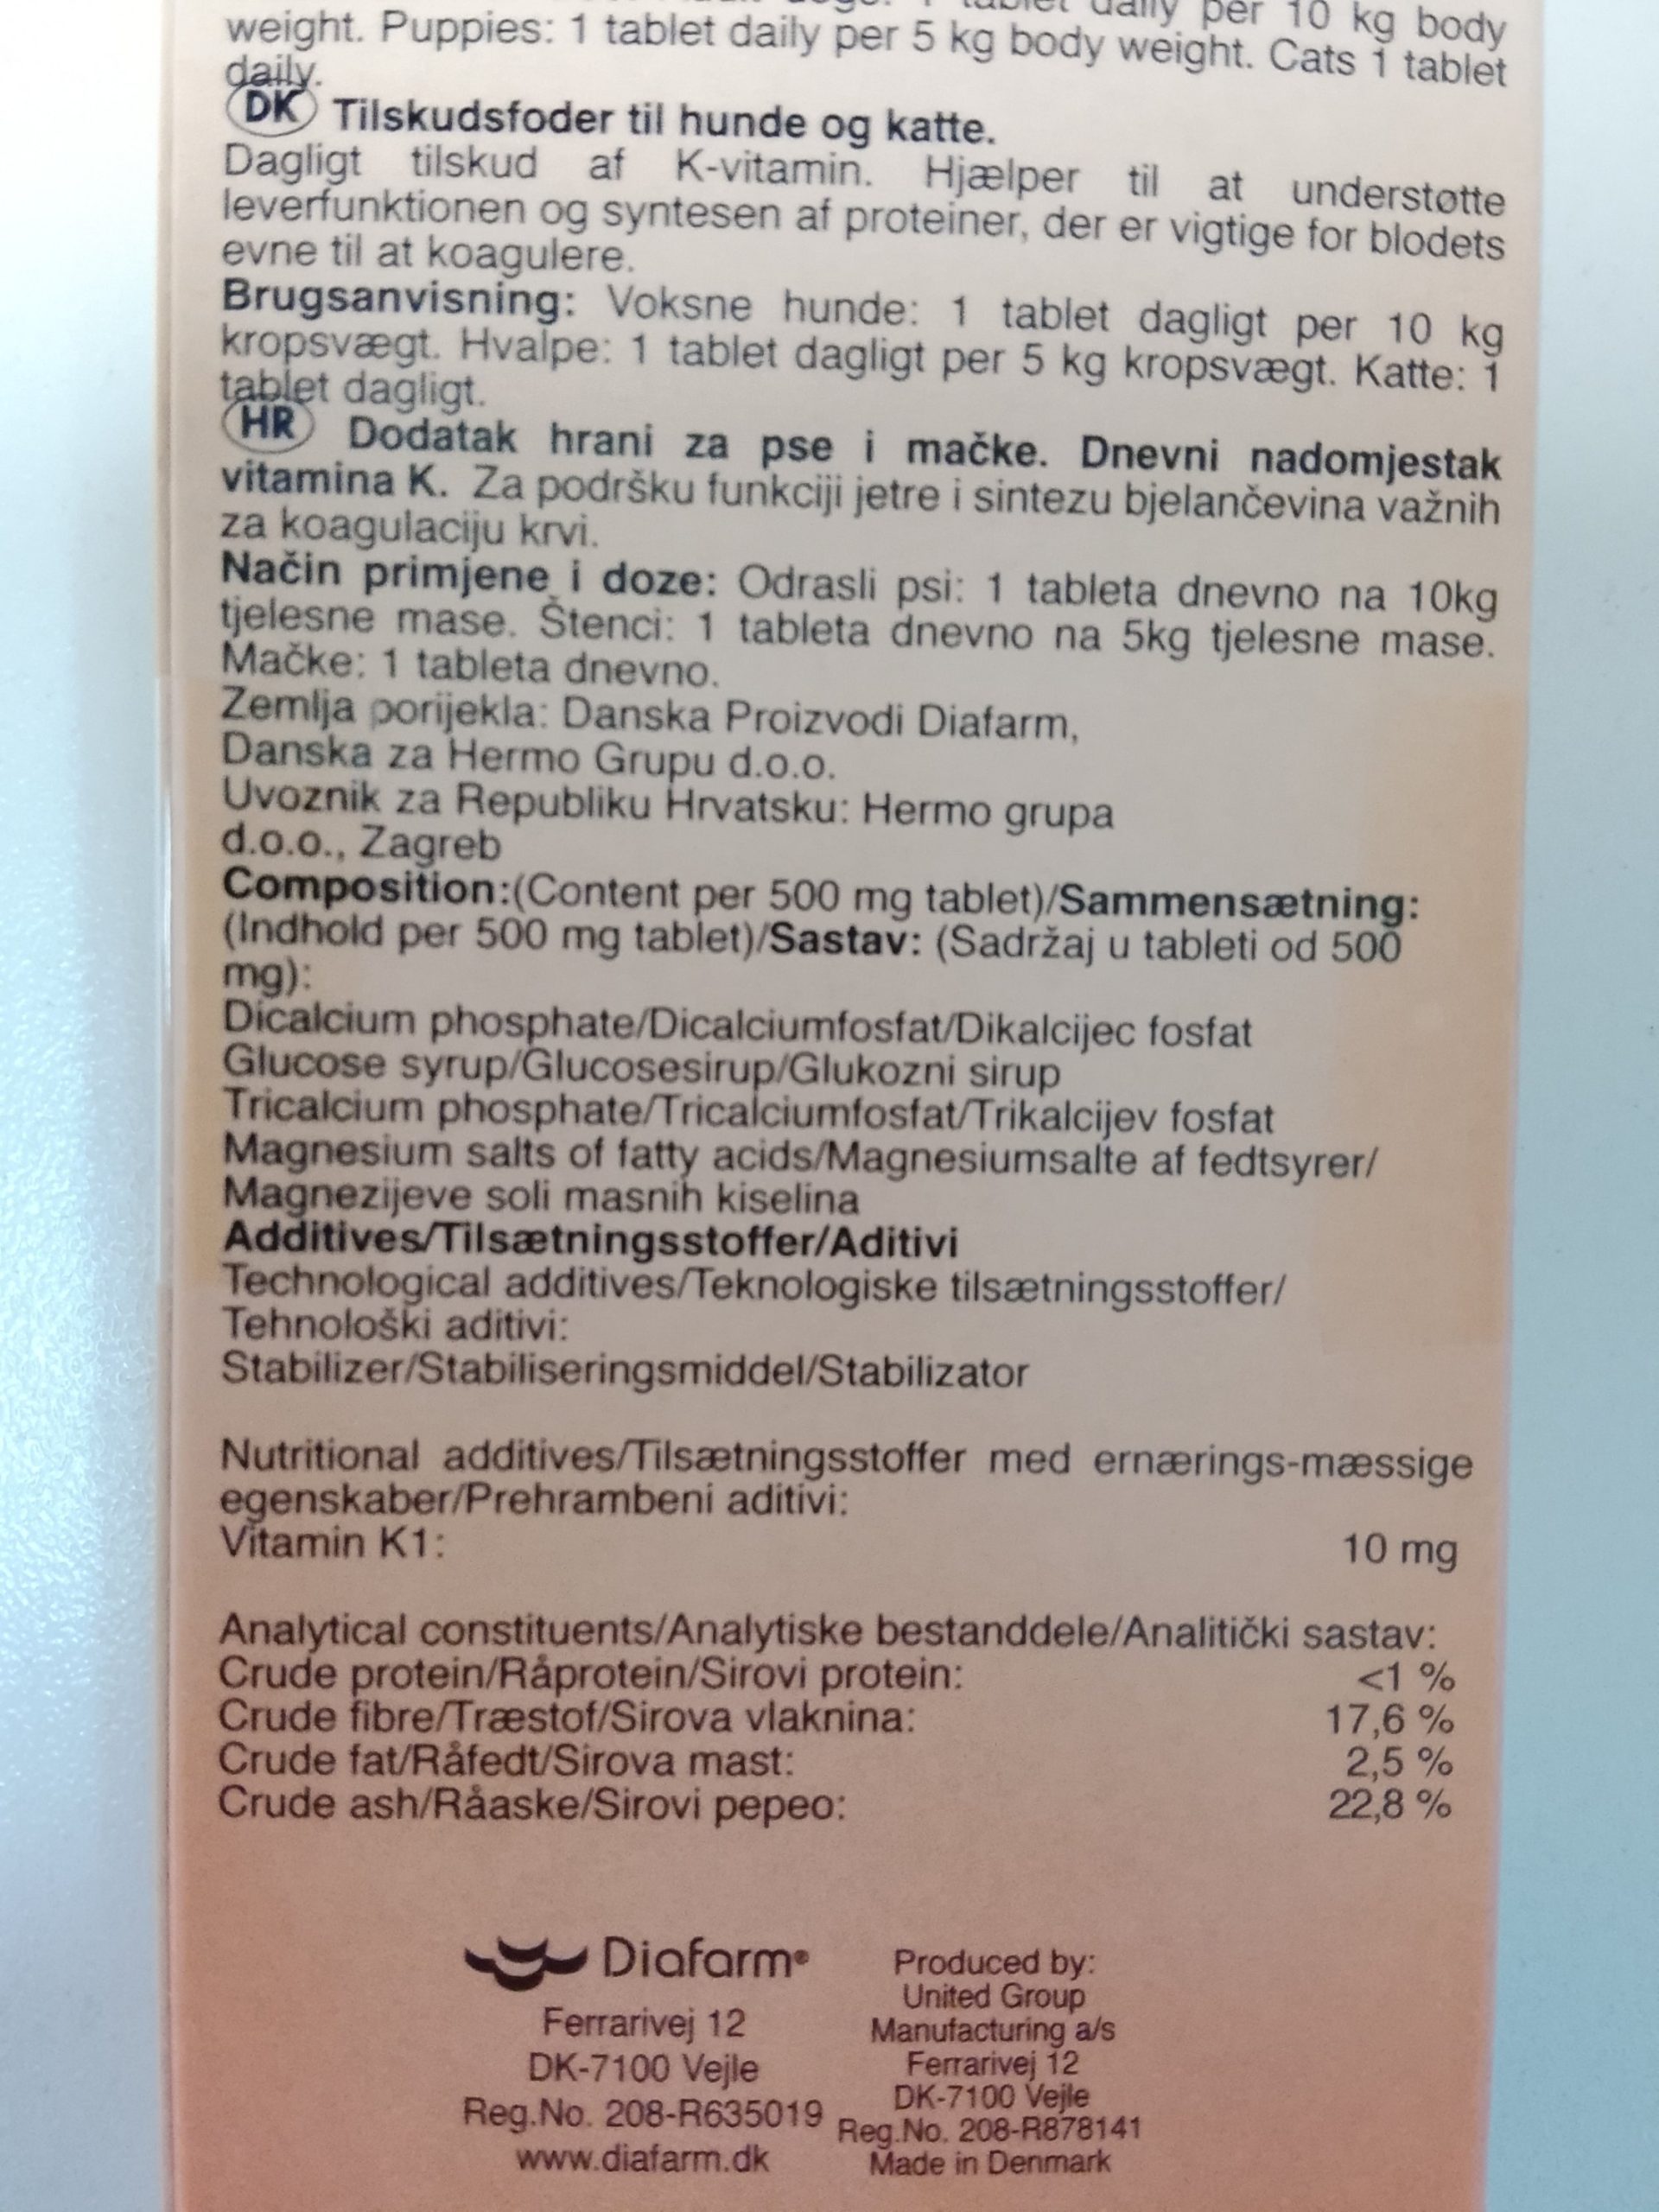 daily per 10 kg body
weight. Puppies: 1 tablet daily per 5 kg body weight. Cats 1 tablet
daily.
DK Tilskudsfoder til hunde og katte.
Dagligt tilskud af K-vitamin. Hjælper til at understøtte
leverfunktionen og syntesen af proteiner, der er vigtige for blodets
evne til at koagulere.
Brugsanvisning: Voksne hunde: 1 tablet dagligt per 10 kg
kropsvægt. Hvalpe: 1 tablet dagligt per 5 kg kropsvægt. Katte: 1
tablet dagligt.
HR Dodatak hrani za pse i mačke. Dnevni nadomjestak
vitamina K. Za podršku funkciji jetre i sintezu bjelančevina važnih
za koagulaciju krvi.
Način primjene i doze: Odrasli psi: 1 tableta dnevno na 10kg
tjelesne mase. Štenci: 1 tableta dnevno na 5kg tjelesne mase.
Mačke: 1 tableta dnevno.
Zemlja porijekla: Danska Proizvodi Diafarm,
Danska za Hermo Grupu d.o.o.
Uvoznik za Republiku Hrvatsku: Hermo grupa
d.o.o., Zagreb
Composition:(Content per 500 mg tablet)/Sammensætning:
(Indhold per 500 mg tablet)/Sastav: (Sadržaj u tableti od 500
mg):
Dicalcium phosphate/Dicalciumfosfat/Dikalcijec fosfat
Glucose syrup/Glucosesirup/Glukozni sirup
Tricalcium phosphate/Tricalciumfosfat/Trikalcijev fosfat
Magnesium salts of fatty acids/Magnesiumsalte af fedtsyrer/
Magnezijeve soli masnih kiselina
Additives/Tilsætningsstoffer/Aditivi
Technological additives/Teknologiske tilsætningsstoffer/
Tehnološki aditivi:
Stabilizer/Stabiliseringsmiddel/Stabilizator
Nutritional additives/Tilsætningsstoffer med ernærings-mæssige
egenskaber/Prehrambeni aditivi:
Vitamin K1: 10 mg
Analytical constituents/Analytiske bestanddele/Analitički sastav:
Crude protein/Råprotein/Sirovi protein: <1 %
Crude fibre/Træstof/Sirova vlaknina: 17,6 %
Crude fat/Råfedt/Sirova mast: 2,5 %
Crude ash/Råaske/Sirovi pepeo: 22,8 %
Diafarm®
Ferrarivej 12
DK-7100 Vejle
Reg.No. 208-R635019
www.diafarm.dk
Produced by:
United Group
Manufacturing a/s
Ferrarivej 12
DK-7100 Vejle
Reg.No. 208-R878141
Made in Denmark